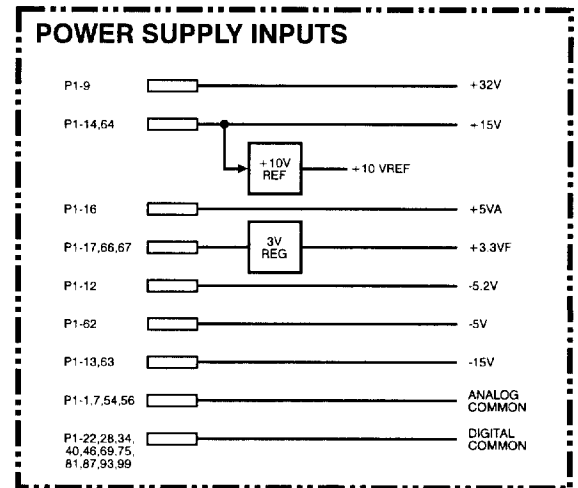 POWER SUPPLY INPUTS
P1-9 +32V
P1-14,64 +15V
+10V
REF
+10 VREF
P1-16 +5VA
P1-17,66,67 3V
REG +3.3VF
P1-12 -5.2V
P1-62 -5V
P1-13,63 -15V
P1-1,7,54,56 ANALOG
COMMON
P1-22,28,34, DIGITAL
40,46,69,75, COMMON
81,87,93,99